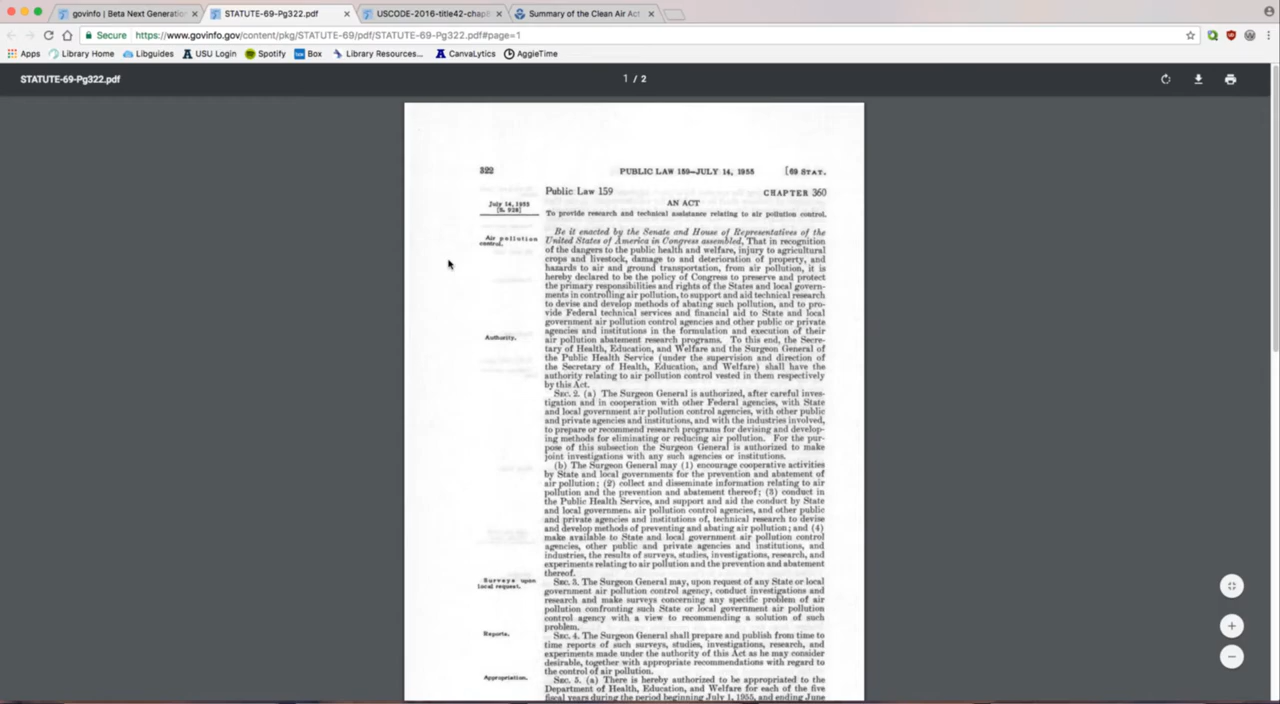 govinfo | Beta Next Generation
STATUTE-69-Pg322.pdf
USCODE-2016-title42-chap
Summary of the Clean Air Act
Secure https://www.govinfo.gov/content/pkg/STATUTE-69/pdf/STATUTE-69-Pg322.pdf#page=1
Apps Library Home Libguides USU Login Spotify Box Library Resources... CanvaLytics AggieTime
STATUTE-69-Pg322.pdf 1 / 2
322 PUBLIC LAW 159—JULY 14, 1955 [69 STAT.
Public Law 159 CHAPTER 360
July 14, 1955
[S. 928]
AN ACT
To provide research and technical assistance relating to air pollution control.
Air pollution
control.
Be it enacted by the Senate and House of Representatives of the
United States of America in Congress assembled, That in recognition
of the dangers to the public health and welfare, injury to agricultural
crops and livestock, damage to and deterioration of property, and
hazards to air and ground transportation, from air pollution, it is
hereby declared to be the policy of Congress to preserve and protect
the primary responsibilities and rights of the States and local govern-
ments in controlling air pollution, to support and aid technical research
to devise and develop methods of abating such pollution, and to pro-
vide Federal technical services and financial aid to State and local
government air pollution control agencies and other public or private
agencies and institutions in the formulation and execution of their
Authority.
air pollution abatement research programs. To this end, the Secre-
tary of Health, Education, and Welfare and the Surgeon General of
the Public Health Service (under the supervision and direction of
the Secretary of Health, Education, and Welfare) shall have the
authority relating to air pollution control vested in them respectively
by this Act.
SEC. 2. (a) The Surgeon General is authorized, after careful inves-
tigation and in cooperation with other Federal agencies, with State
and local government air pollution control agencies, with other public
and private agencies and institutions, and with the industries involved,
to prepare or recommend research programs for devising and develop-
ing methods for eliminating or reducing air pollution. For the pur-
pose of this subsection the Surgeon General is authorized to make
joint investigations with any such agencies or institutions.
(b) The Surgeon General may (1) encourage cooperative activities
by State and local governments for the prevention and abatement of
air pollution; (2) collect and disseminate information relating to air
pollution and the prevention and abatement thereof; (3) conduct in
the Public Health Service, and support and aid the conduct by State
and local government air pollution control agencies, and other public
and private agencies and institutions of, technical research to devise
and develop methods of preventing and abating air pollution; and (4)
make available to State and local government air pollution control
agencies, other public and private agencies and institutions, and
industries, the results of surveys, studies, investigations, research, and
experiments relating to air pollution and the prevention and abatement
thereof.
Surveys upon
local request.
SEC. 3. The Surgeon General may, upon request of any State or local
government air pollution control agency, conduct investigations and
research and make surveys concerning any specific problem of air
pollution confronting such State or local government air pollution
control agency with a view to recommending a solution of such
problem.
Reports.
SEC. 4. The Surgeon General shall prepare and publish from time to
time reports of such surveys, studies, investigations, research, and
experiments made under the authority of this Act as he may consider
desirable, together with appropriate recommendations with regard to
the control of air pollution.
Appropriation.
SEC. 5. (a) There is hereby authorized to be appropriated to the
Department of Health, Education, and Welfare for each of the five
fiscal years during the period beginning July 1, 1955, and ending June